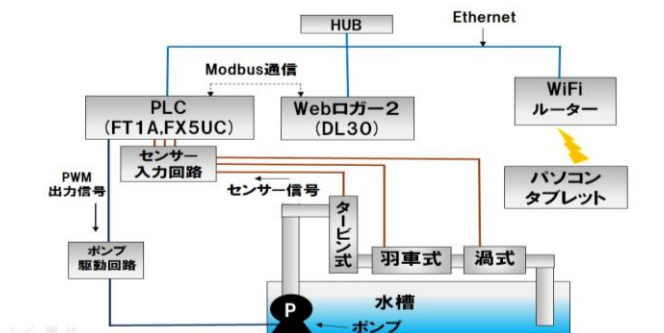 HUB
Ethernet
Modbus通信
PLC
(FT1A,FX5UC)
Webロガー2
(DL30)
WiFi
ルーター
センサー
入力回路
PWM
出力信号
センサー信号
パソコン
タブレット
タービン式
羽車式
渦式
ポンプ
駆動回路
水槽
P
ポンプ